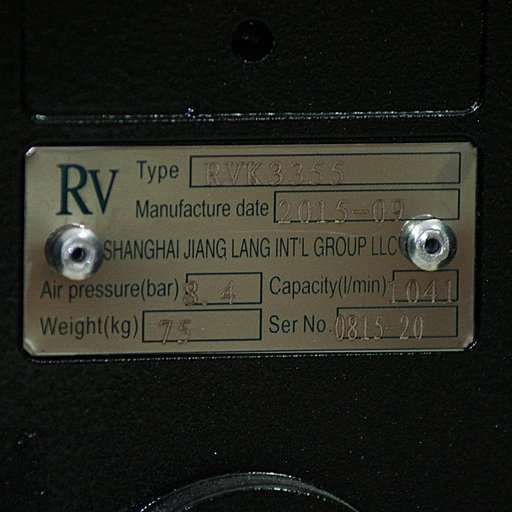 RV
Type RVK3355
Manufacture date 2015-09
SHANGHAI JIANG LANG INT'L GROUP LLC
Air pressure(bar) 8.4 Capacity(l/min) 1041
Weight(kg) 75 Ser No. 0815-20